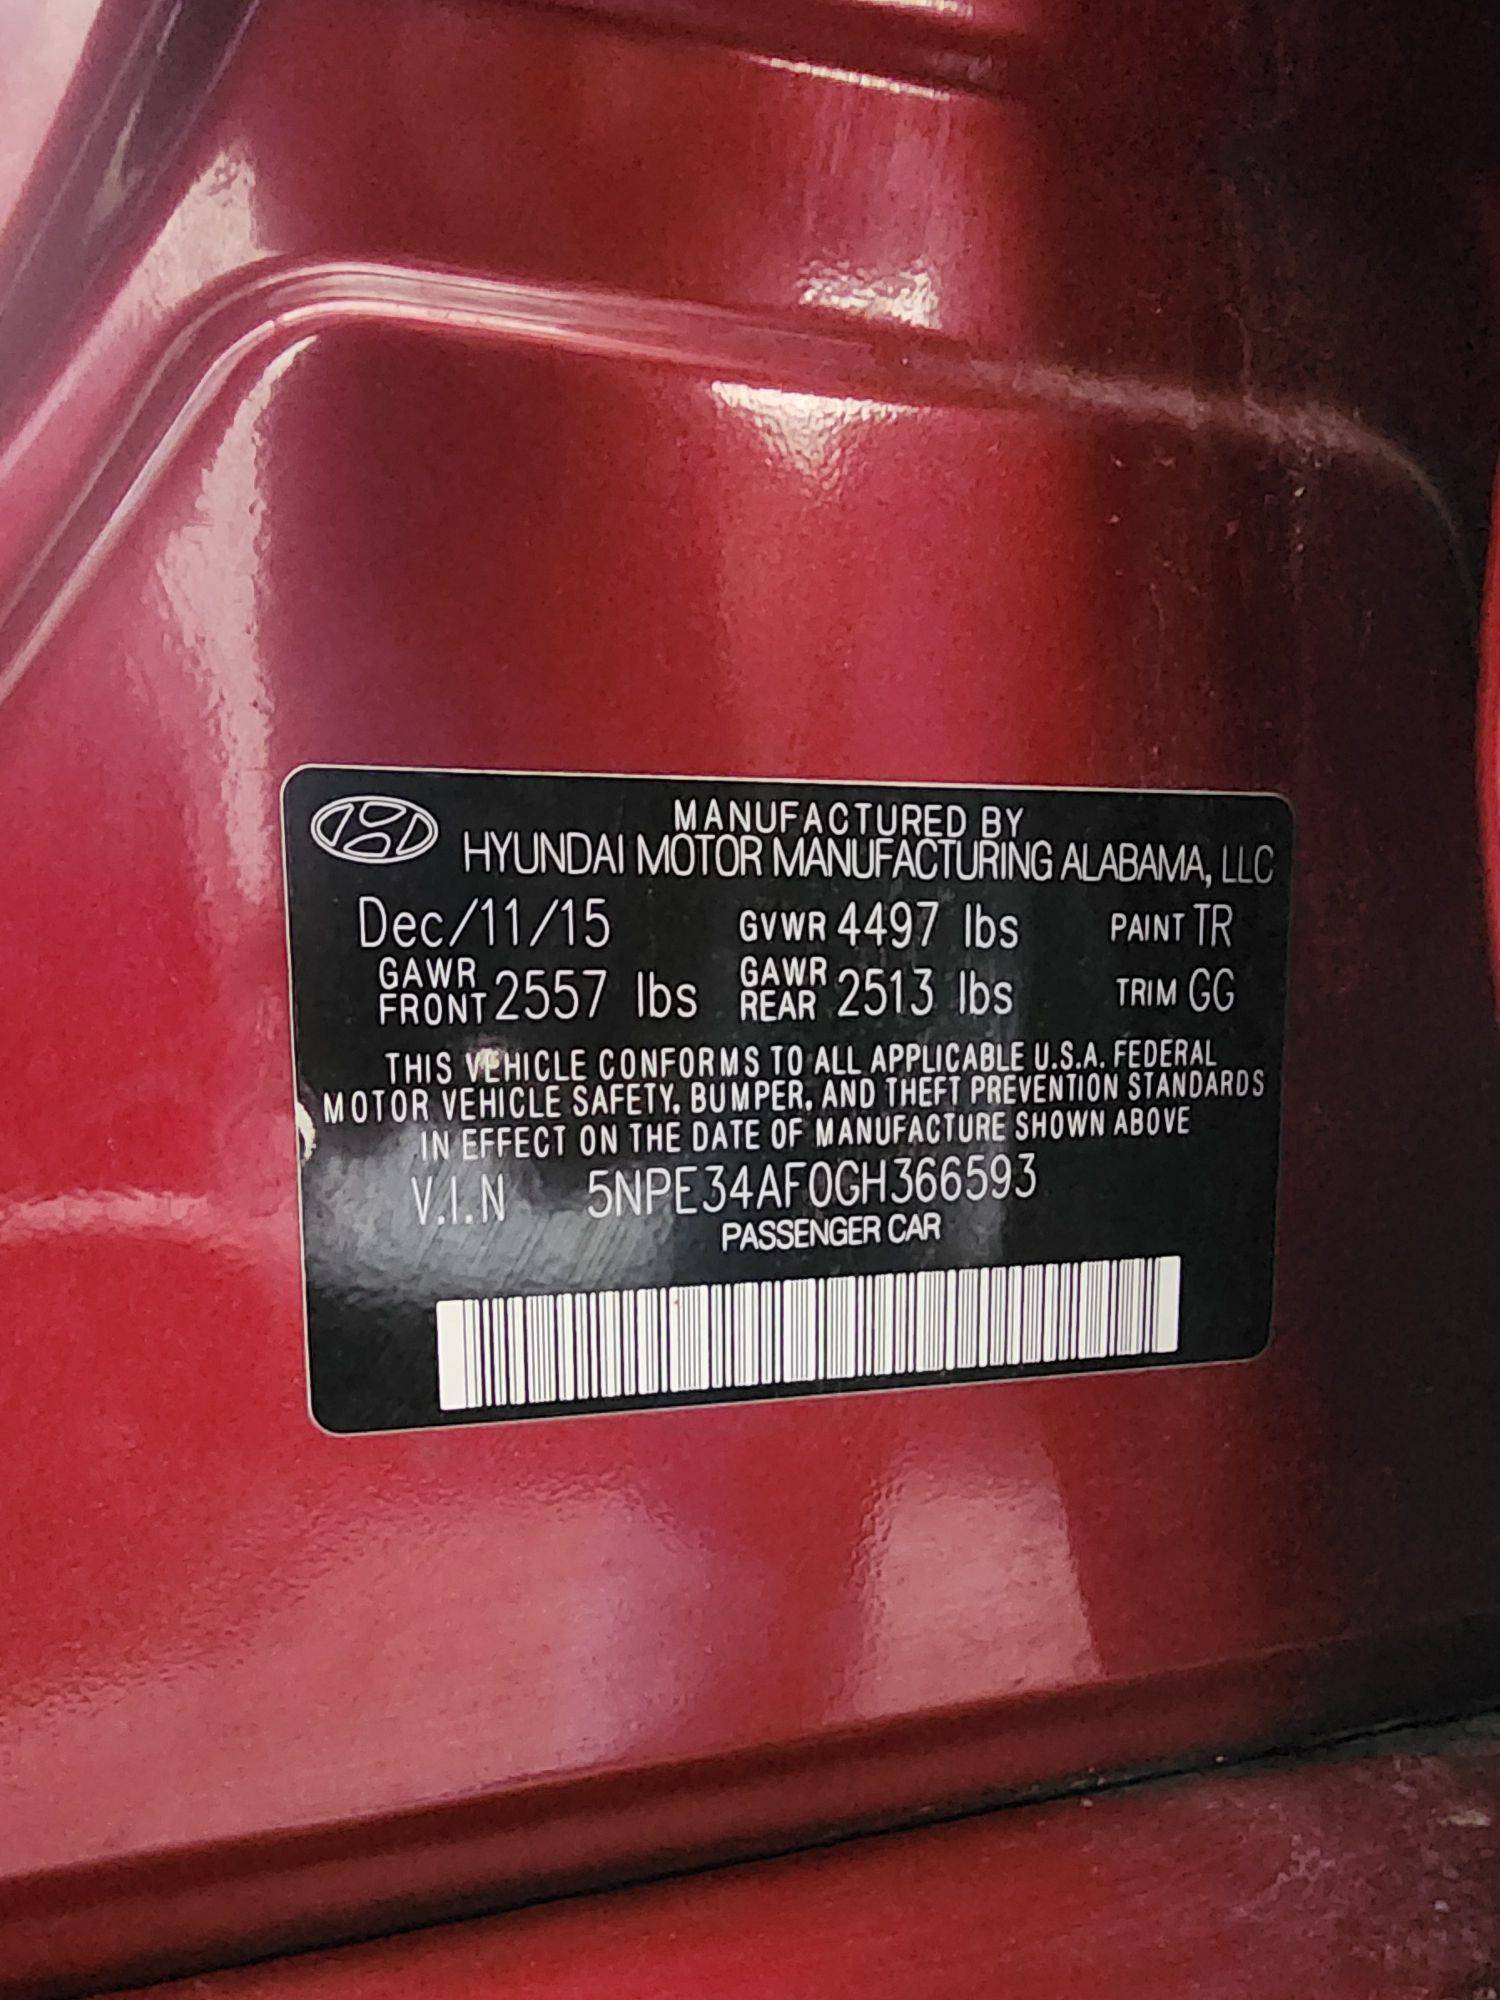 MANUFACTURED BY
HYUNDAI MOTOR MANUFACTURING ALABAMA, LLC
Dec/11/15 GVWR 4497 lbs PAINT TR
GAWR FRONT 2557 lbs GAWR REAR 2513 lbs TRIM GG
THIS VEHICLE CONFORMS TO ALL APPLICABLE U.S.A. FEDERAL
MOTOR VEHICLE SAFETY, BUMPER, AND THEFT PREVENTION STANDARDS
IN EFFECT ON THE DATE OF MANUFACTURE SHOWN ABOVE
V.I.N 5NPE34AF0GH366593
PASSENGER CAR